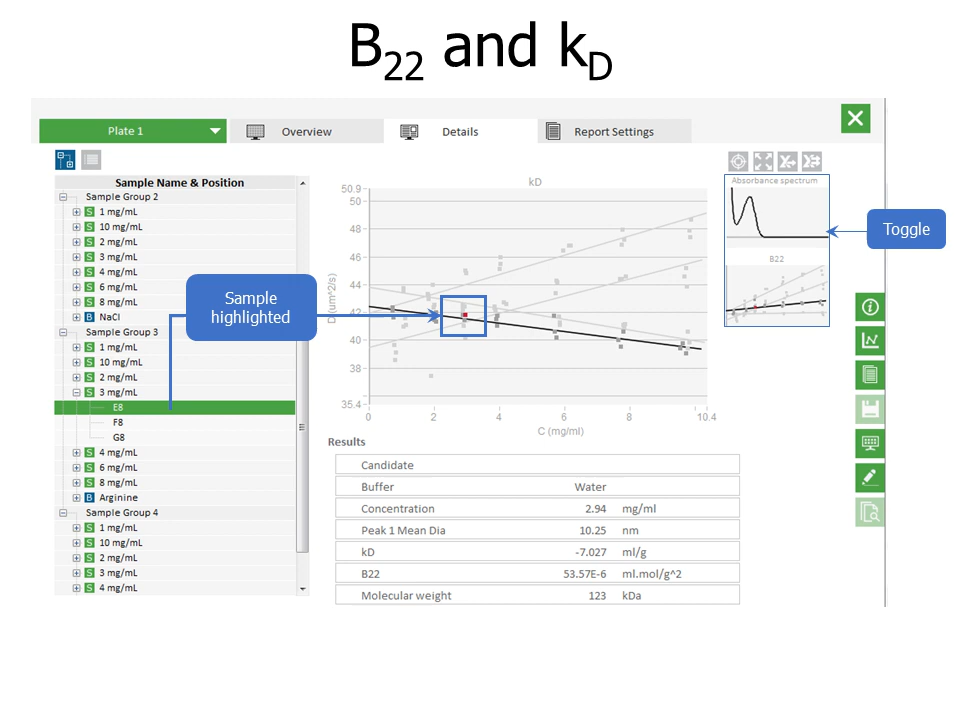 B22 and kD
Plate 1
Overview
Details
Report Settings
Sample Name & Position
Sample Group 2
S 1 mg/mL
S 10 mg/mL
S 2 mg/mL
S 3 mg/mL
S 4 mg/mL
S 6 mg/mL
S 8 mg/mL
B NaCl
Sample Group 3
S 1 mg/mL
S 10 mg/mL
S 2 mg/mL
S 3 mg/mL
E8
F8
G8
S 4 mg/mL
S 6 mg/mL
S 8 mg/mL
B Arginine
Sample Group 4
S 1 mg/mL
S 10 mg/mL
S 2 mg/mL
S 3 mg/mL
S 4 mg/mL
Sample
highlighted
kD
50.9
50
48
46
44
42
40
38
35.4
0 2 4 6 8 10.4
C (mg/ml)
Absorbance spectrum
B22
Toggle
Results
Candidate
Buffer Water
Concentration 2.94 mg/ml
Peak 1 Mean Dia 10.25 nm
kD -7.027 ml/g
B22 53.57E-6 ml.mol/g^2
Molecular weight 123 kDa